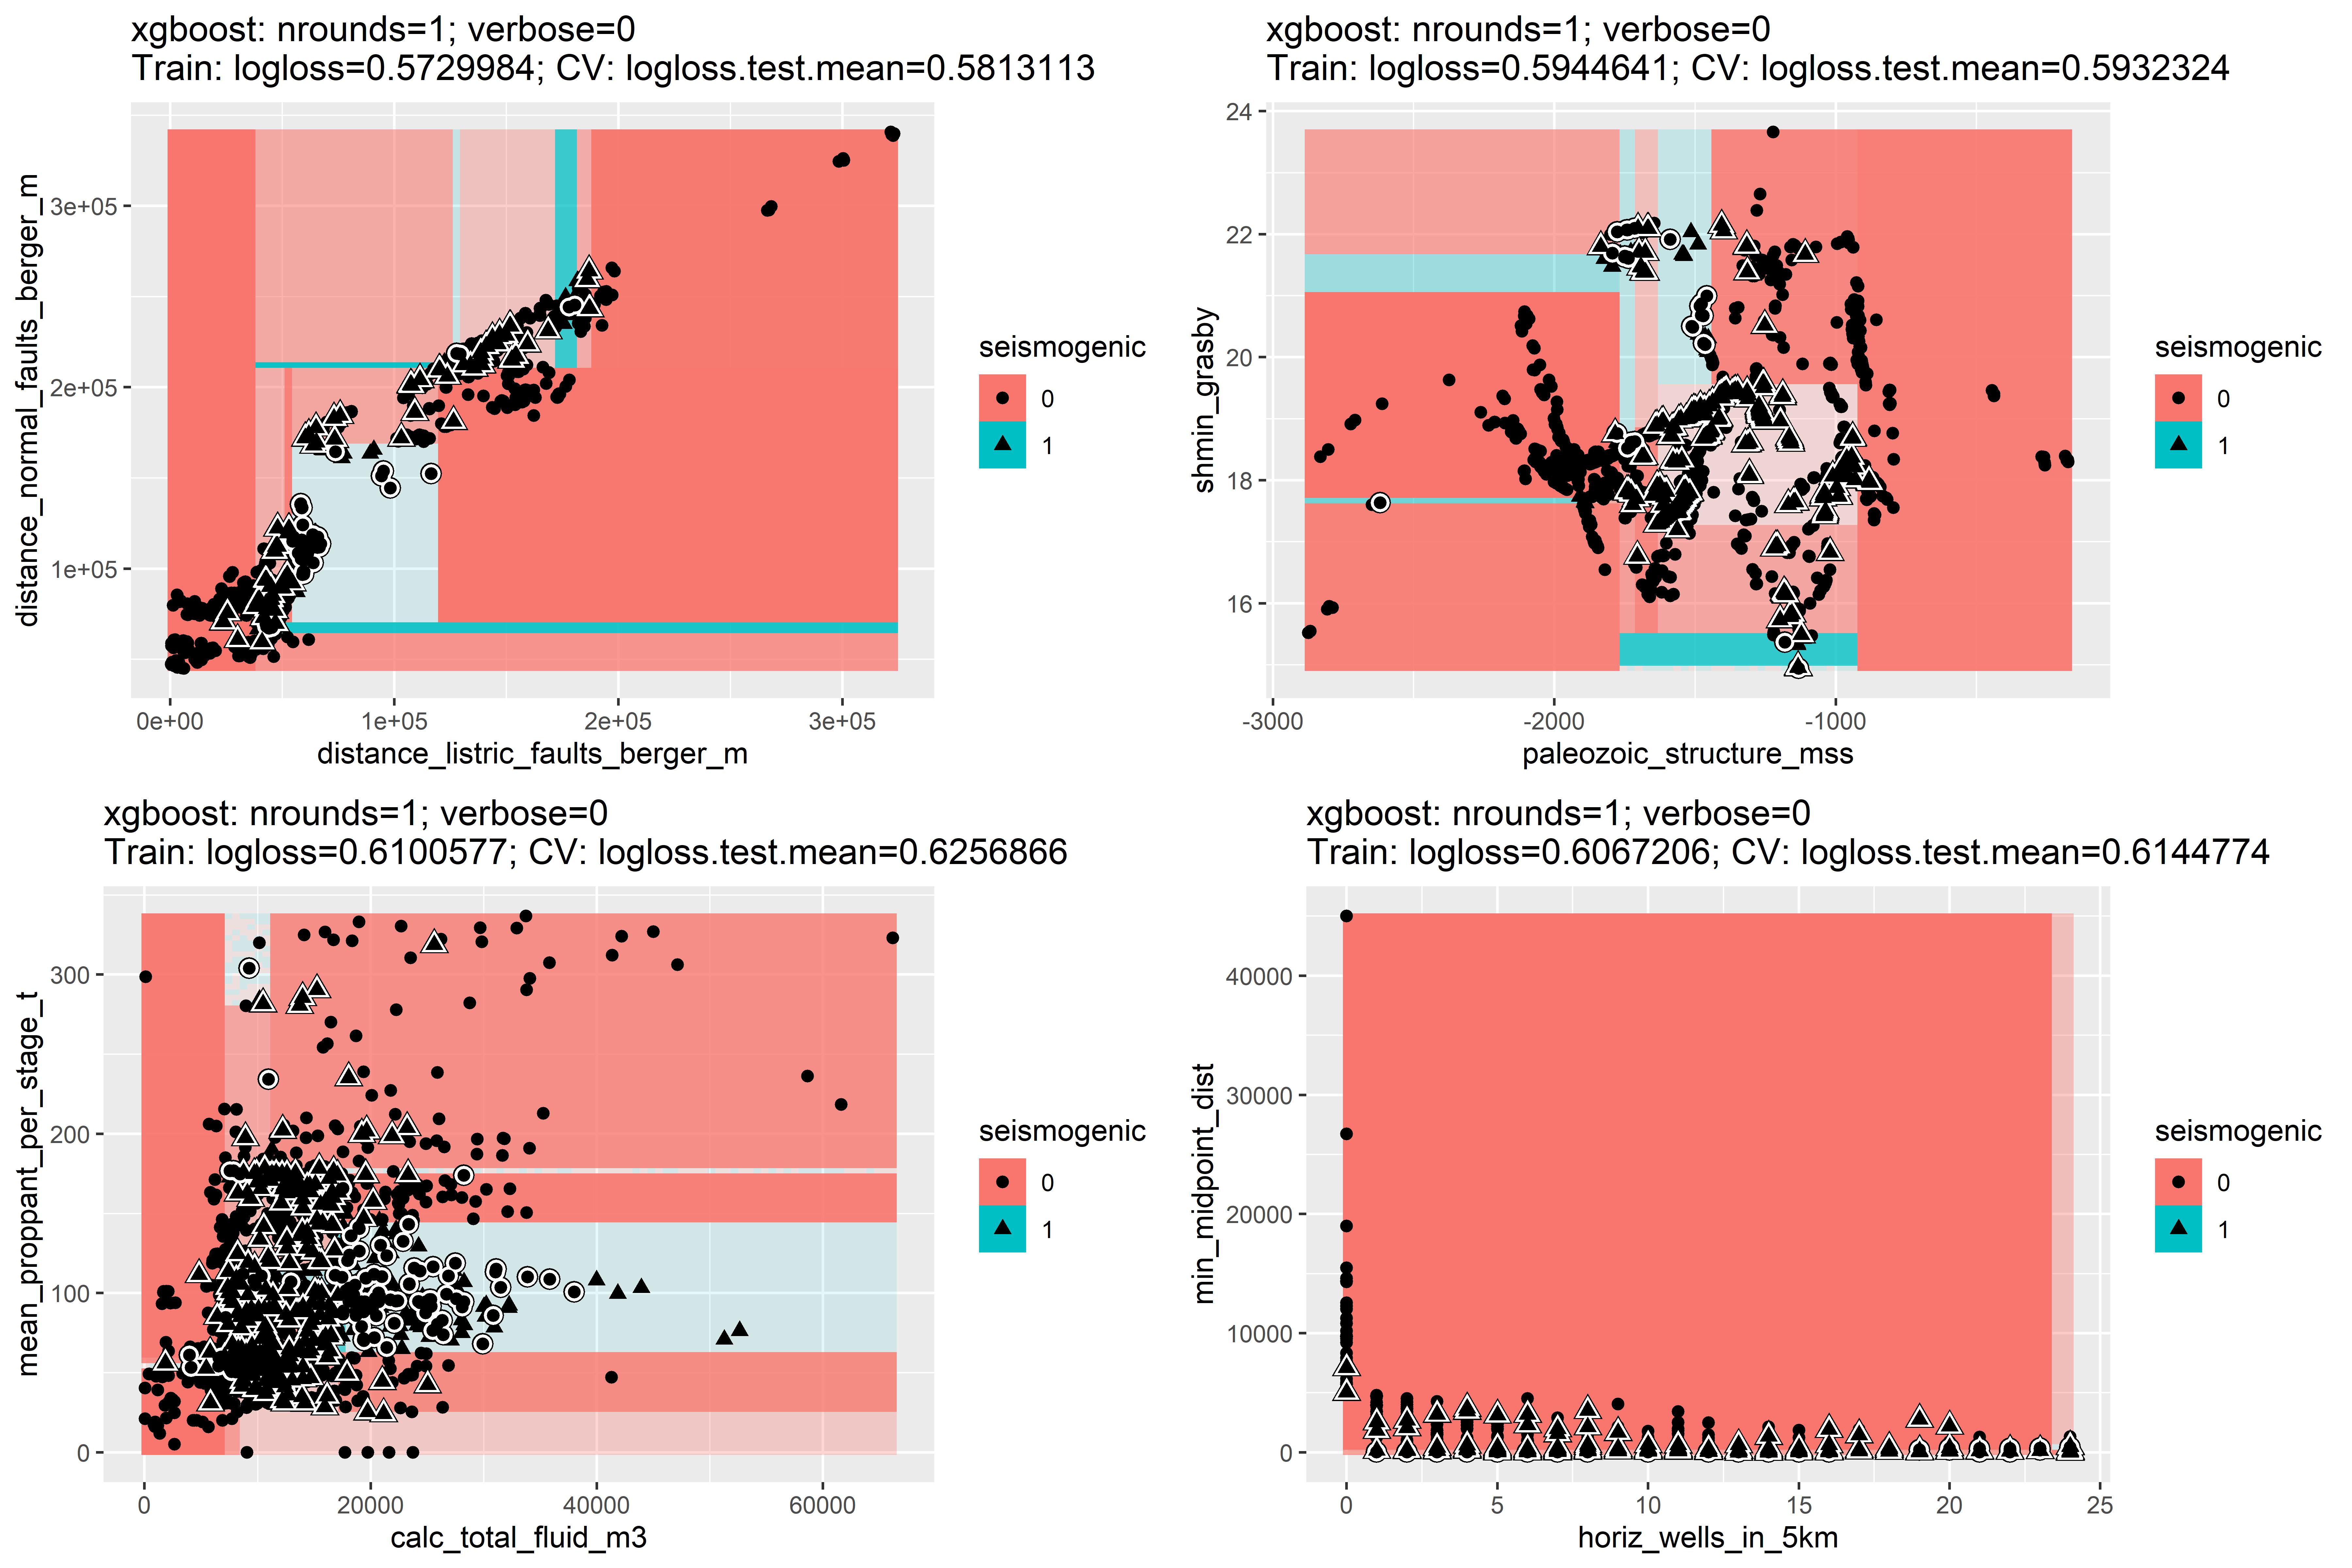 xgboost: nrounds=1; verbose=0
Train: logloss=0.5729984; CV: logloss.test.mean=0.5813113
3e+05
2e+05
1e+05
distance_normal_faults_berger_m
0e+00 1e+05 2e+05 3e+05
distance_listric_faults_berger_m
seismogenic
0
1
xgboost: nrounds=1; verbose=0
Train: logloss=0.5944641; CV: logloss.test.mean=0.5932324
24
22
20
18
16
shmin_grasby
-3000 -2000 -1000
paleozoic_structure_mss
seismogenic
0
1
xgboost: nrounds=1; verbose=0
Train: logloss=0.6100577; CV: logloss.test.mean=0.6256866
300
200
100
0
mean_proppant_per_stage_t
0 20000 40000 60000
calc_total_fluid_m3
seismogenic
0
1
xgboost: nrounds=1; verbose=0
Train: logloss=0.6067206; CV: logloss.test.mean=0.6144774
40000
30000
20000
10000
0
min_midpoint_dist
0 5 10 15 20 25
horiz_wells_in_5km
seismogenic
0
1